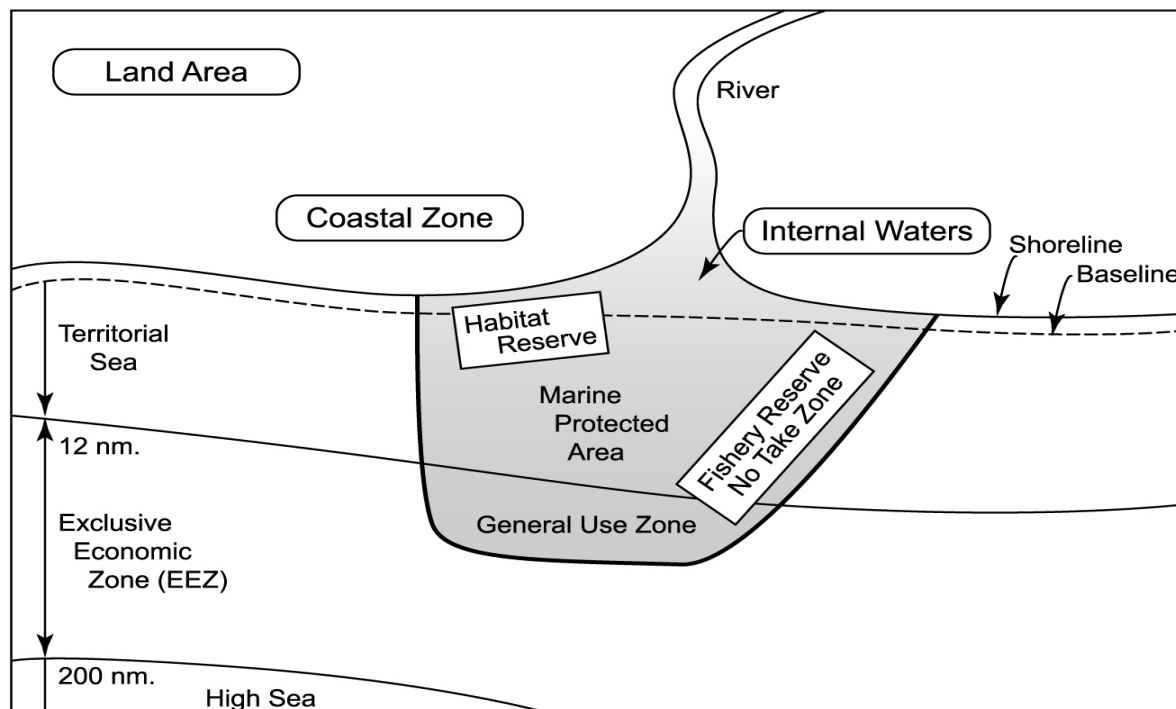 Land Area
River
Coastal Zone
Internal Waters
Shoreline
Baseline
Habitat
Reserve
Territorial
Sea
Marine
Protected
Area
Fishery Reserve
No Take Zone
12 nm.
General Use Zone
Exclusive
Economic
Zone (EEZ)
200 nm.
High Sea